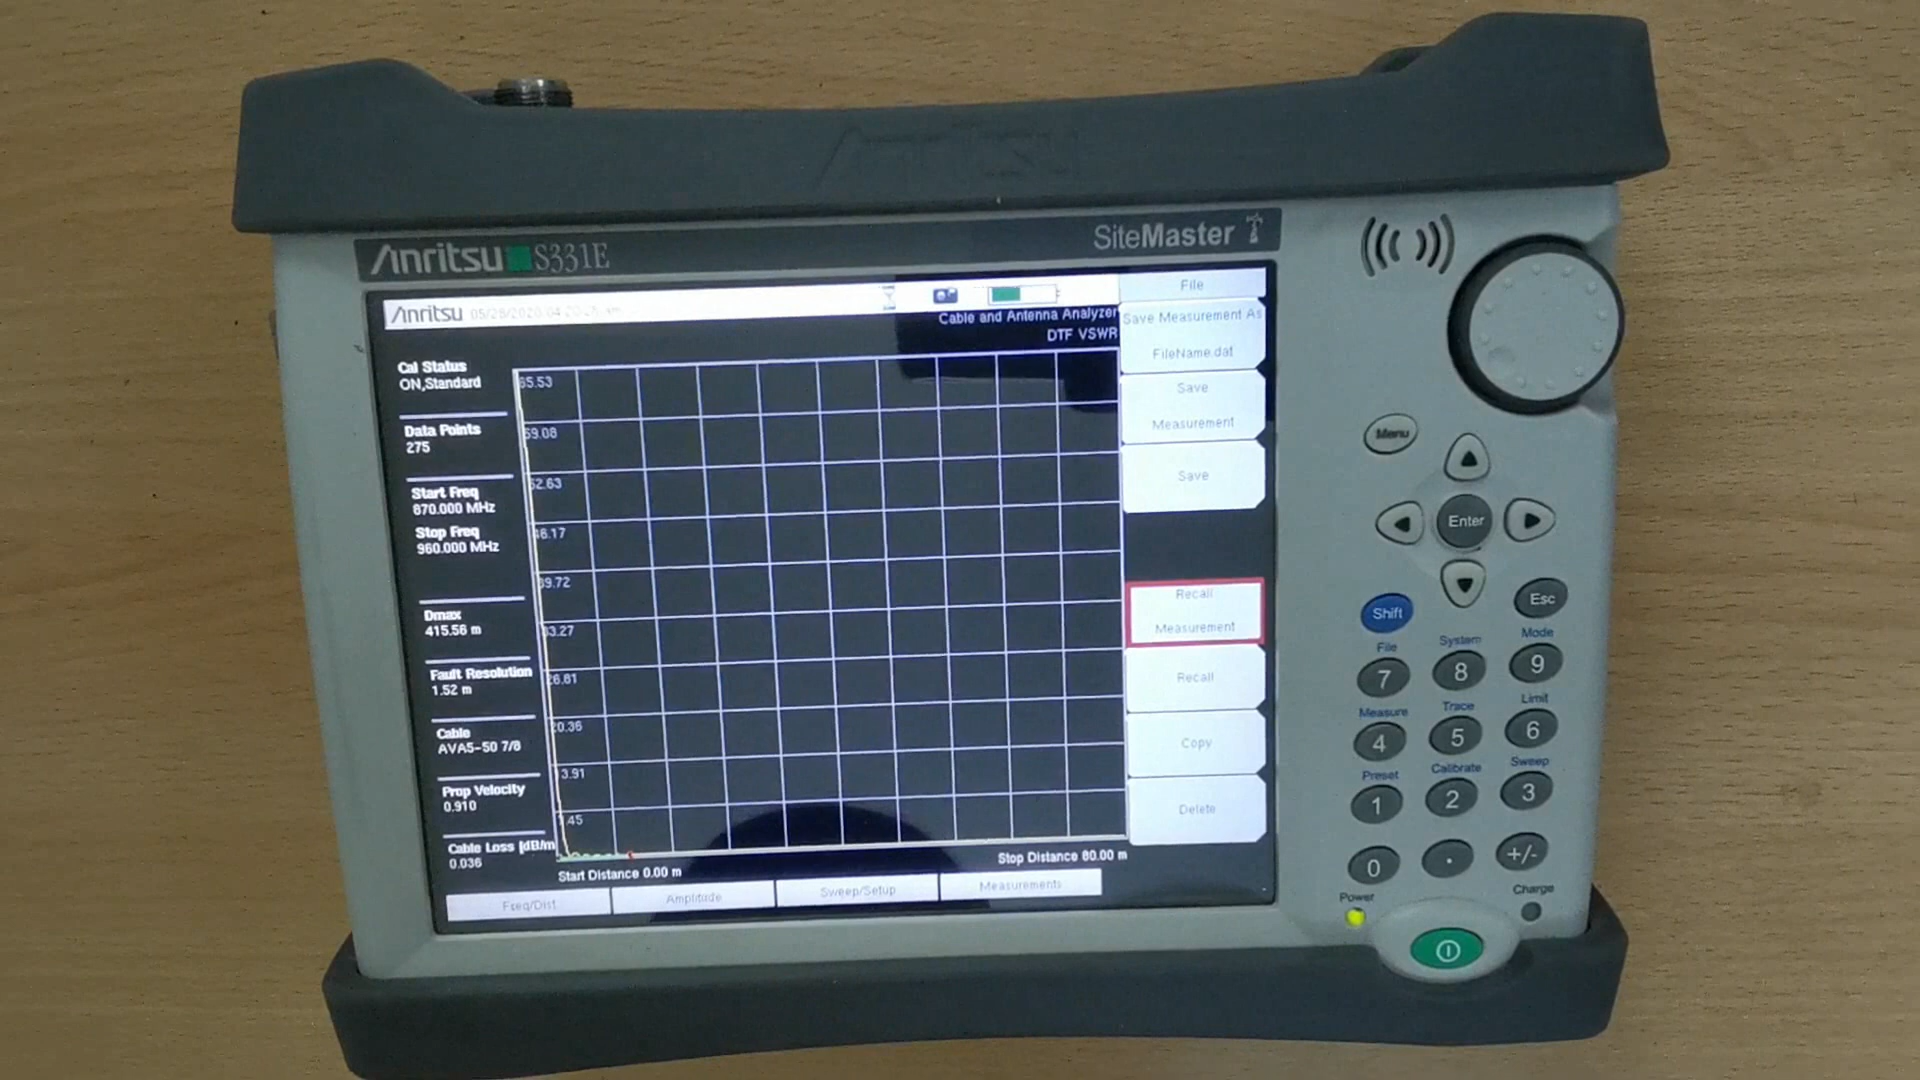 Anritsu
Anritsu S331E
SiteMaster
Anritsu 05/28/2020 04:20:26 am
Cable and Antenna Analyzer
DTF VSWR
Cal Status
ON,Standard
Data Points
275
Start Freq
870.000 MHz
Stop Freq
960.000 MHz
Dmax
415.56 m
Fault Resolution
1.52 m
Cable
AVA5-50 7/8
Prop Velocity
0.910
Cable Loss [dB/m
0.036
65.53
59.08
52.63
46.17
39.72
33.27
26.81
20.36
13.91
7.45
Start Distance 0.00 m
Stop Distance 80.00 m
Freq/Dist
Amplitude
Sweep/Setup
Measurements
File
Save Measurement As
FileName.dat
Save
Measurement
Save
Recall
Measurement
Recall
Copy
Delete
Menu
Enter
Shift
Esc
File
System
Mode
7
8
9
Measure
Trace
Limit
4
5
6
Preset
Calibrate
Sweep
1
2
3
0
.
+/-
Power
Charge